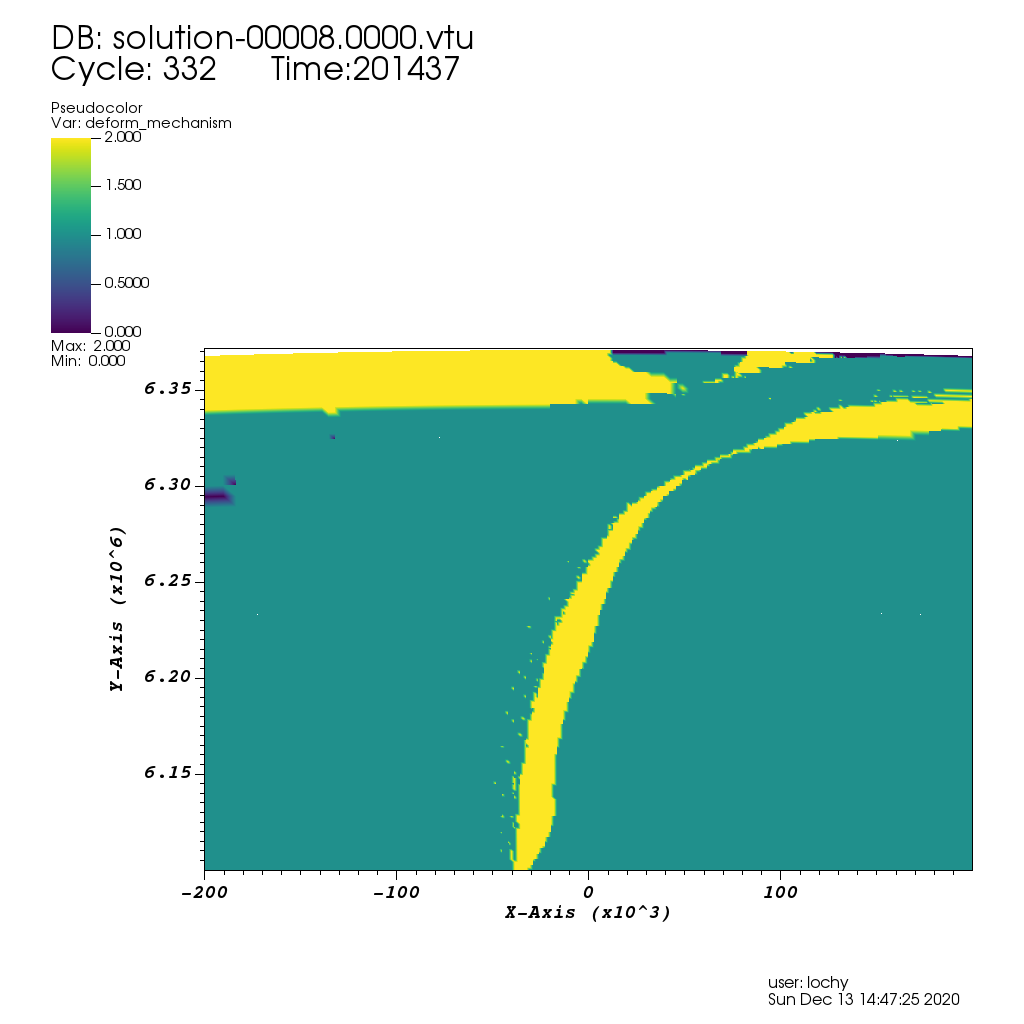 DB: solution-00008.0000.vtu
Cycle: 332 Time:201437
Pseudocolor
Var: deform_mechanism
2.000
1.500
1.000
0.5000
0.000
Max: 2.000
Min: 0.000
6.35
6.30
6.25
6.20
6.15
Y-Axis (x10^6)
-200 -100 0 100
X-Axis (x10^3)
user: lochy
Sun Dec 13 14:47:25 2020